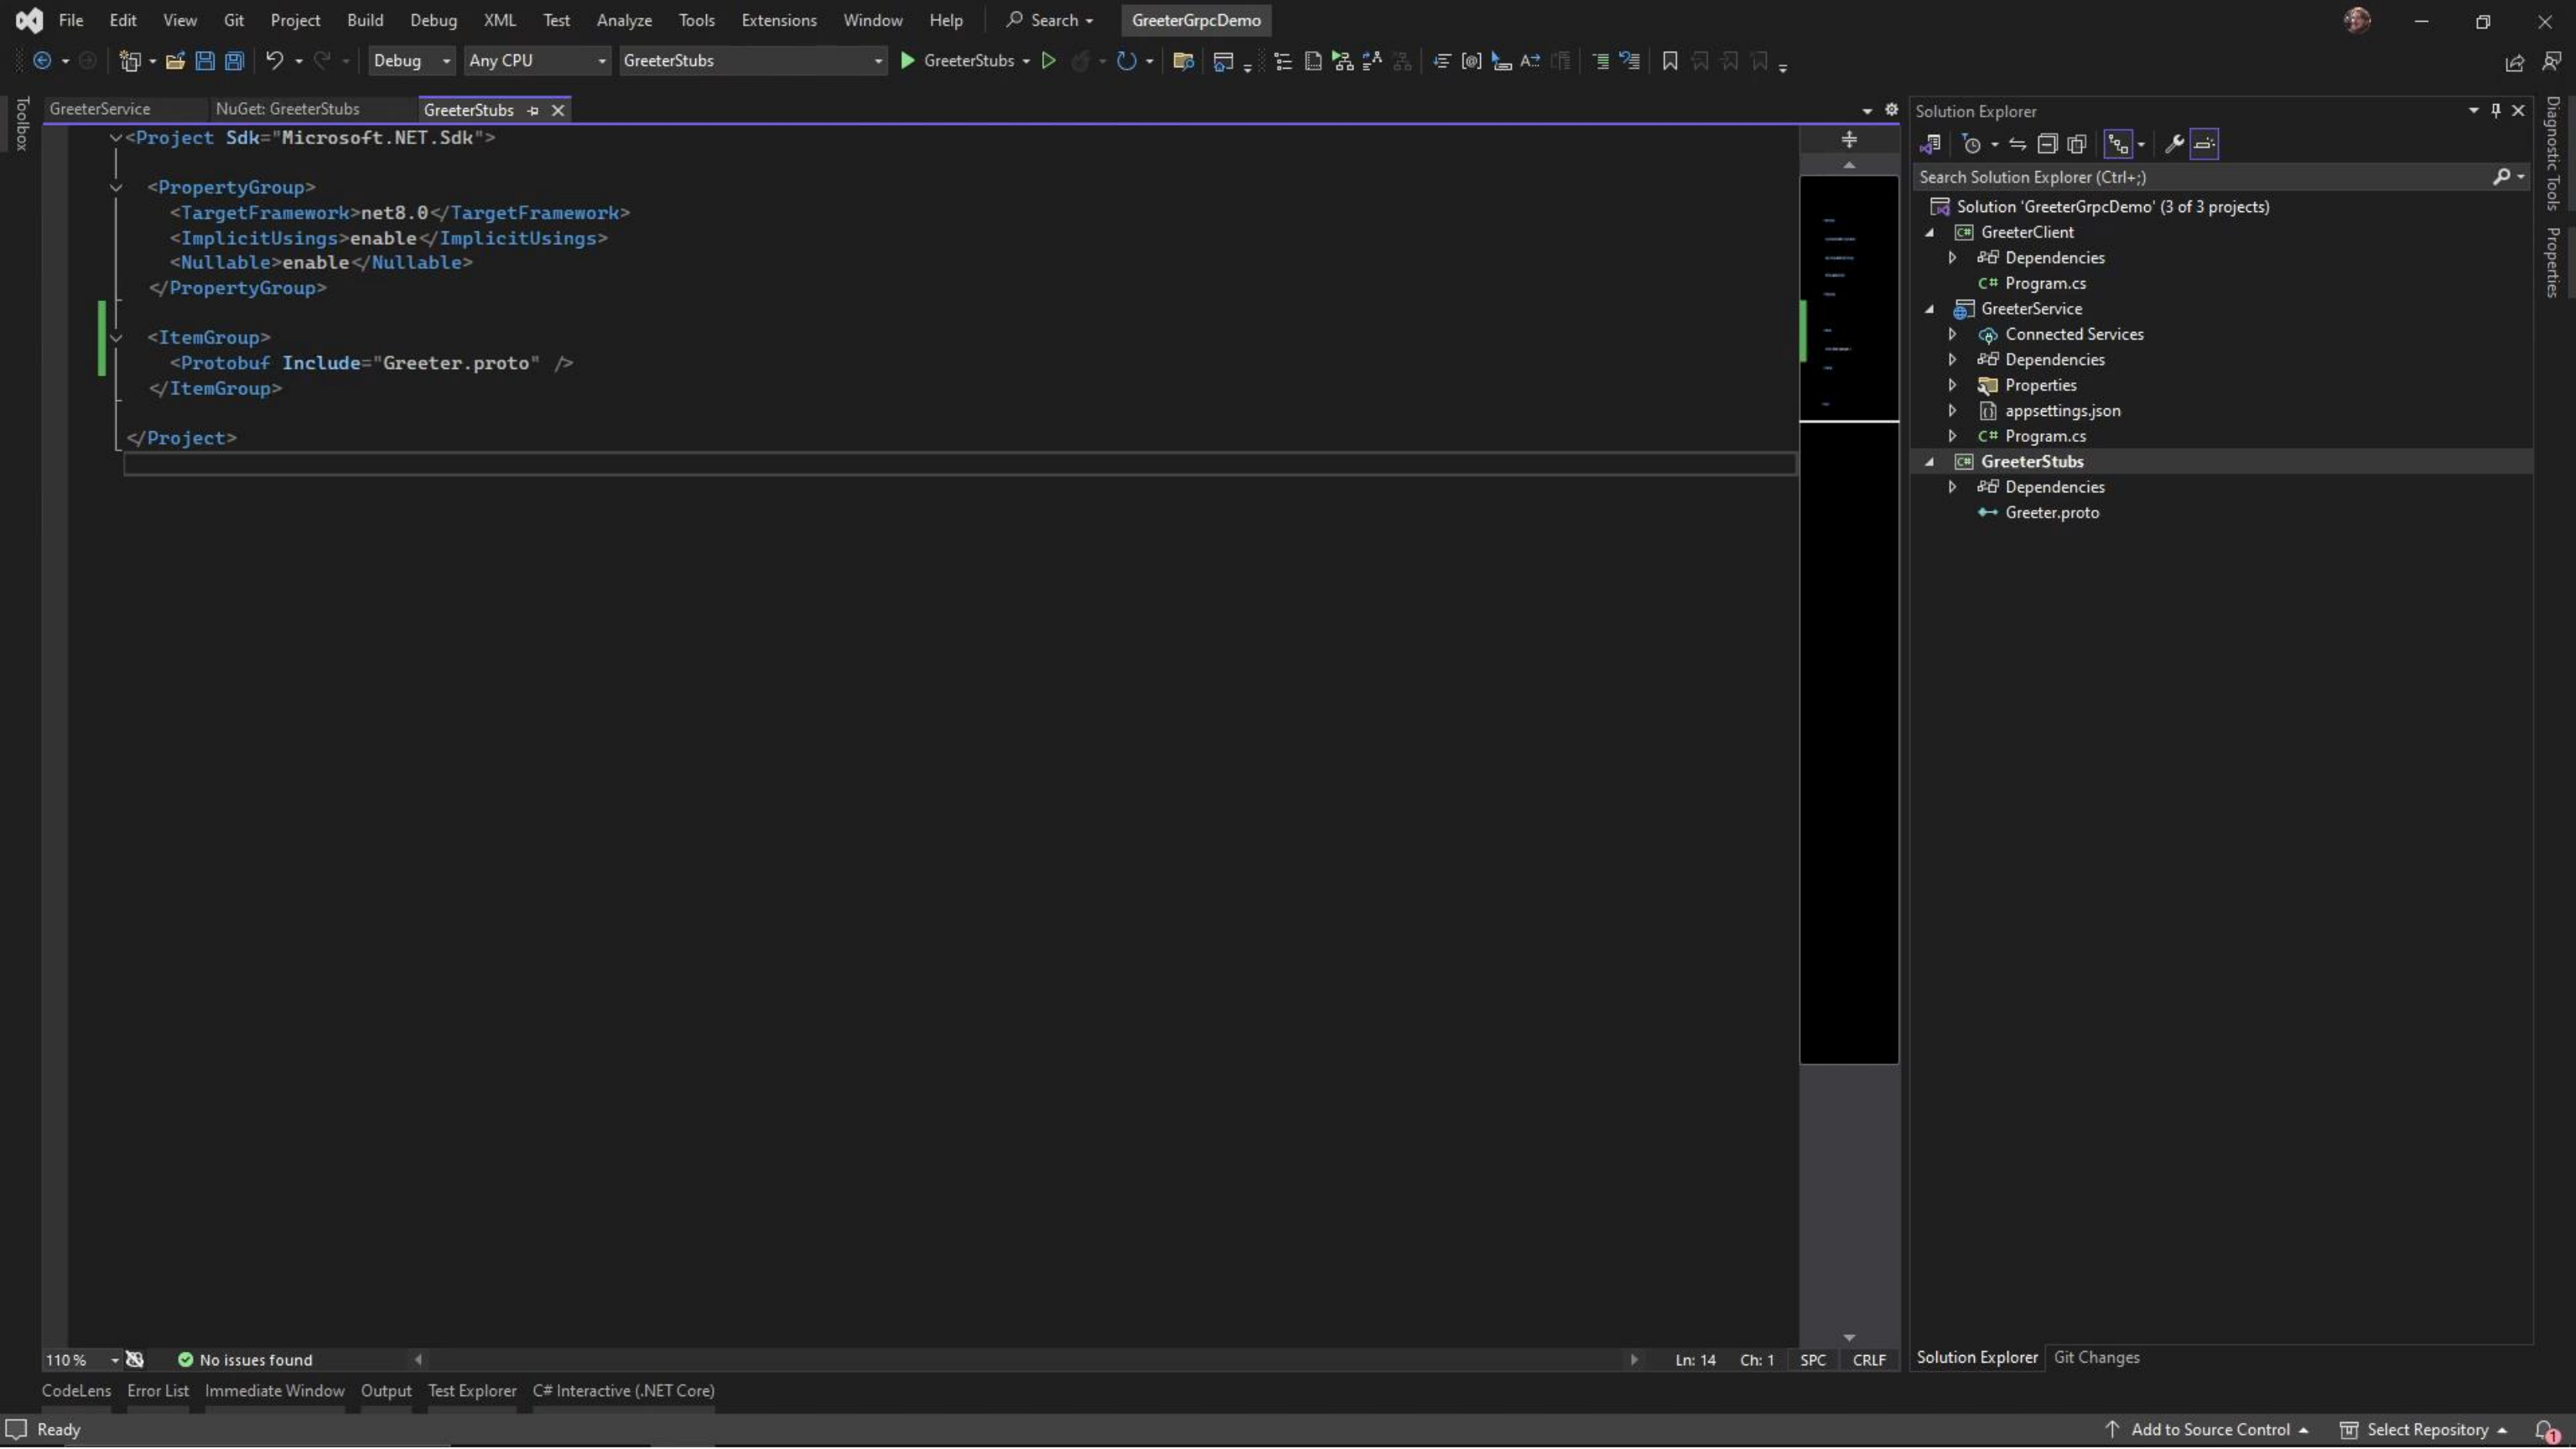 File Edit View Git Project Build Debug XML Test Analyze Tools Extensions Window Help Search GreeterGrpcDemo
Debug Any CPU GreeterStubs GreeterStubs
Toolbox
GreeterService NuGet: GreeterStubs GreeterStubs
<Project Sdk="Microsoft.NET.Sdk">
<PropertyGroup>
<TargetFramework>net8.0</TargetFramework>
<ImplicitUsings>enable</ImplicitUsings>
<Nullable>enable</Nullable>
</PropertyGroup>
<ItemGroup>
<Protobuf Include="Greeter.proto" />
</ItemGroup>
</Project>
110 % No issues found Ln: 14 Ch: 1 SPC CRLF
Solution Explorer
Search Solution Explorer (Ctrl+;)
Solution 'GreeterGrpcDemo' (3 of 3 projects)
GreeterClient
Dependencies
C# Program.cs
GreeterService
Connected Services
Dependencies
Properties
appsettings.json
C# Program.cs
C# GreeterStubs
Dependencies
Greeter.proto
Solution Explorer Git Changes
Diagnostic Tools
Properties
CodeLens Error List Immediate Window Output Test Explorer C# Interactive (.NET Core)
Ready Add to Source Control Select Repository 1